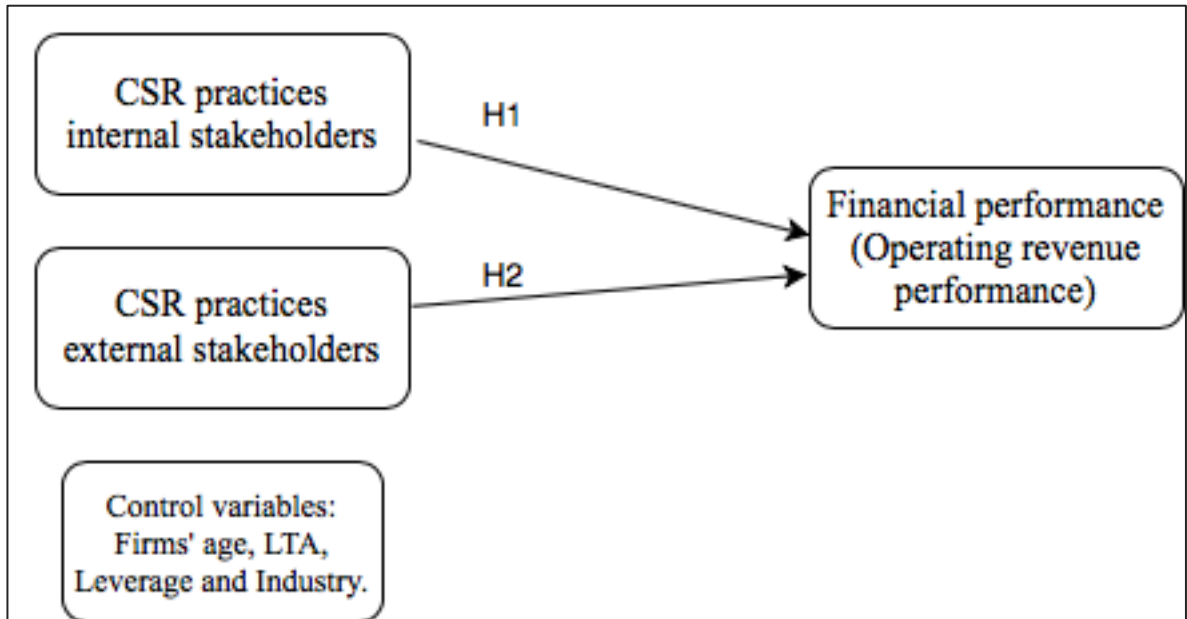 CSR practices
internal stakeholders
H1
Financial performance
(Operating revenue
performance)
H2
CSR practices
external stakeholders
Control variables:
Firms' age, LTA,
Leverage and Industry.